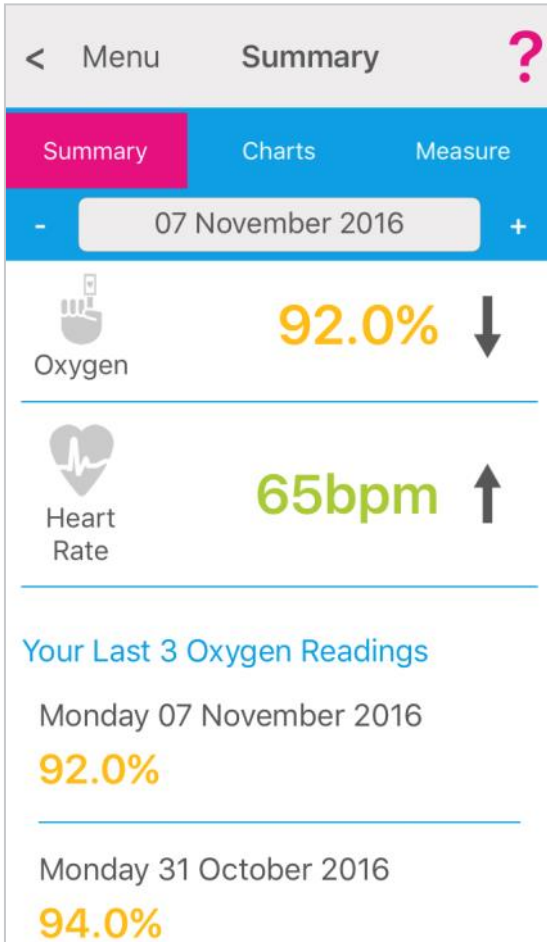 < Menu Summary ?
Summary Charts Measure
- 07 November 2016 +
92.0%
Oxygen
65bpm
Heart
Rate
Your Last 3 Oxygen Readings
Monday 07 November 2016
92.0%
Monday 31 October 2016
94.0%